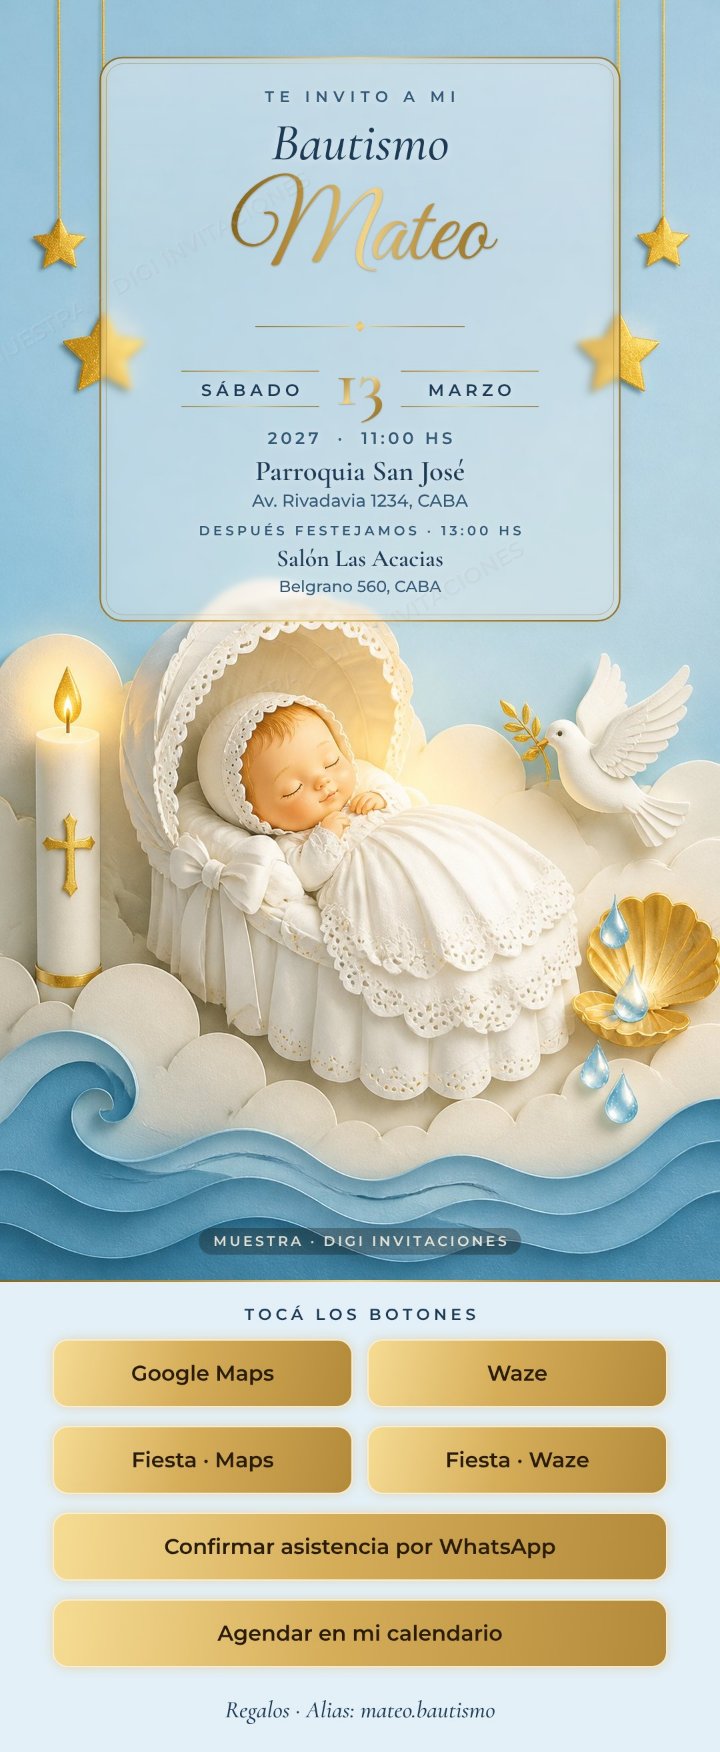 TE INVITO A MI
Bautismo
Mateo
SÁBADO 13 MARZO
2027 · 11:00 HS
Parroquia San José
Av. Rivadavia 1234, CABA
DESPUÉS FESTEJAMOS · 13:00 HS
Salón Las Acacias
Belgrano 560, CABA
MUESTRA · DIGI INVITACIONES
TOCÁ LOS BOTONES
Google Maps
Waze
Fiesta · Maps
Fiesta · Waze
Confirmar asistencia por WhatsApp
Agendar en mi calendario
Regalos · Alias: mateo.bautismo